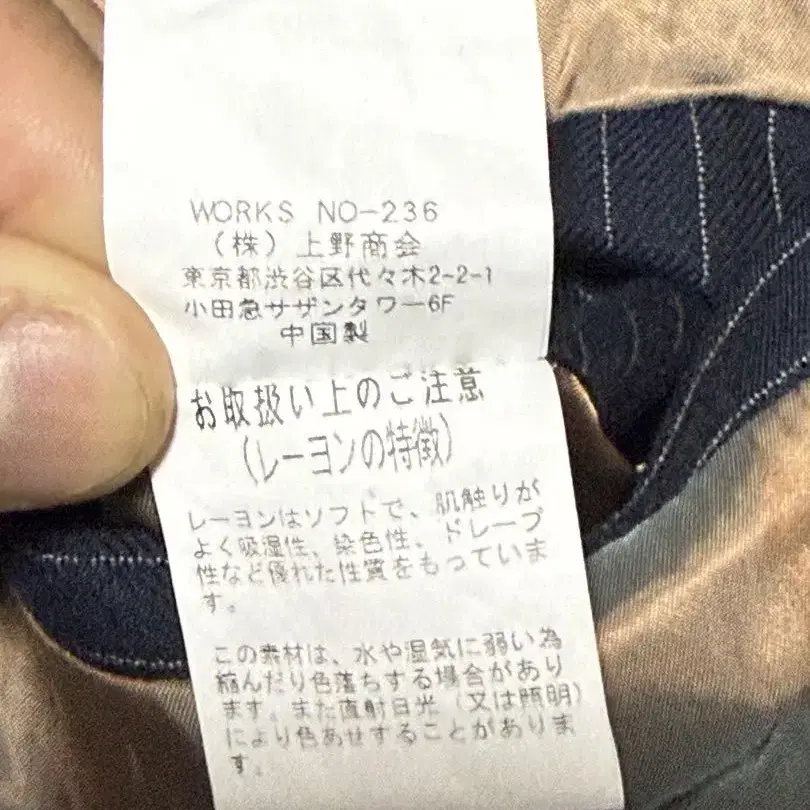 WORKS NO-236
(株)上野商会
東京都渋谷区代々木2-2-1
小田急サザンタワー6F
中国製
お取扱い上のご注意
(レーヨンの特徴)
レーヨンはソフトで、肌触りが
よく吸湿性、染色性、ドレープ
性など優れた性質をもっていま
す。
この素材は、水や湿気に弱い為
縮んだり色落ちする場合があり
ます。また直射日光(又は照明)
により色あせすることがありま
す。